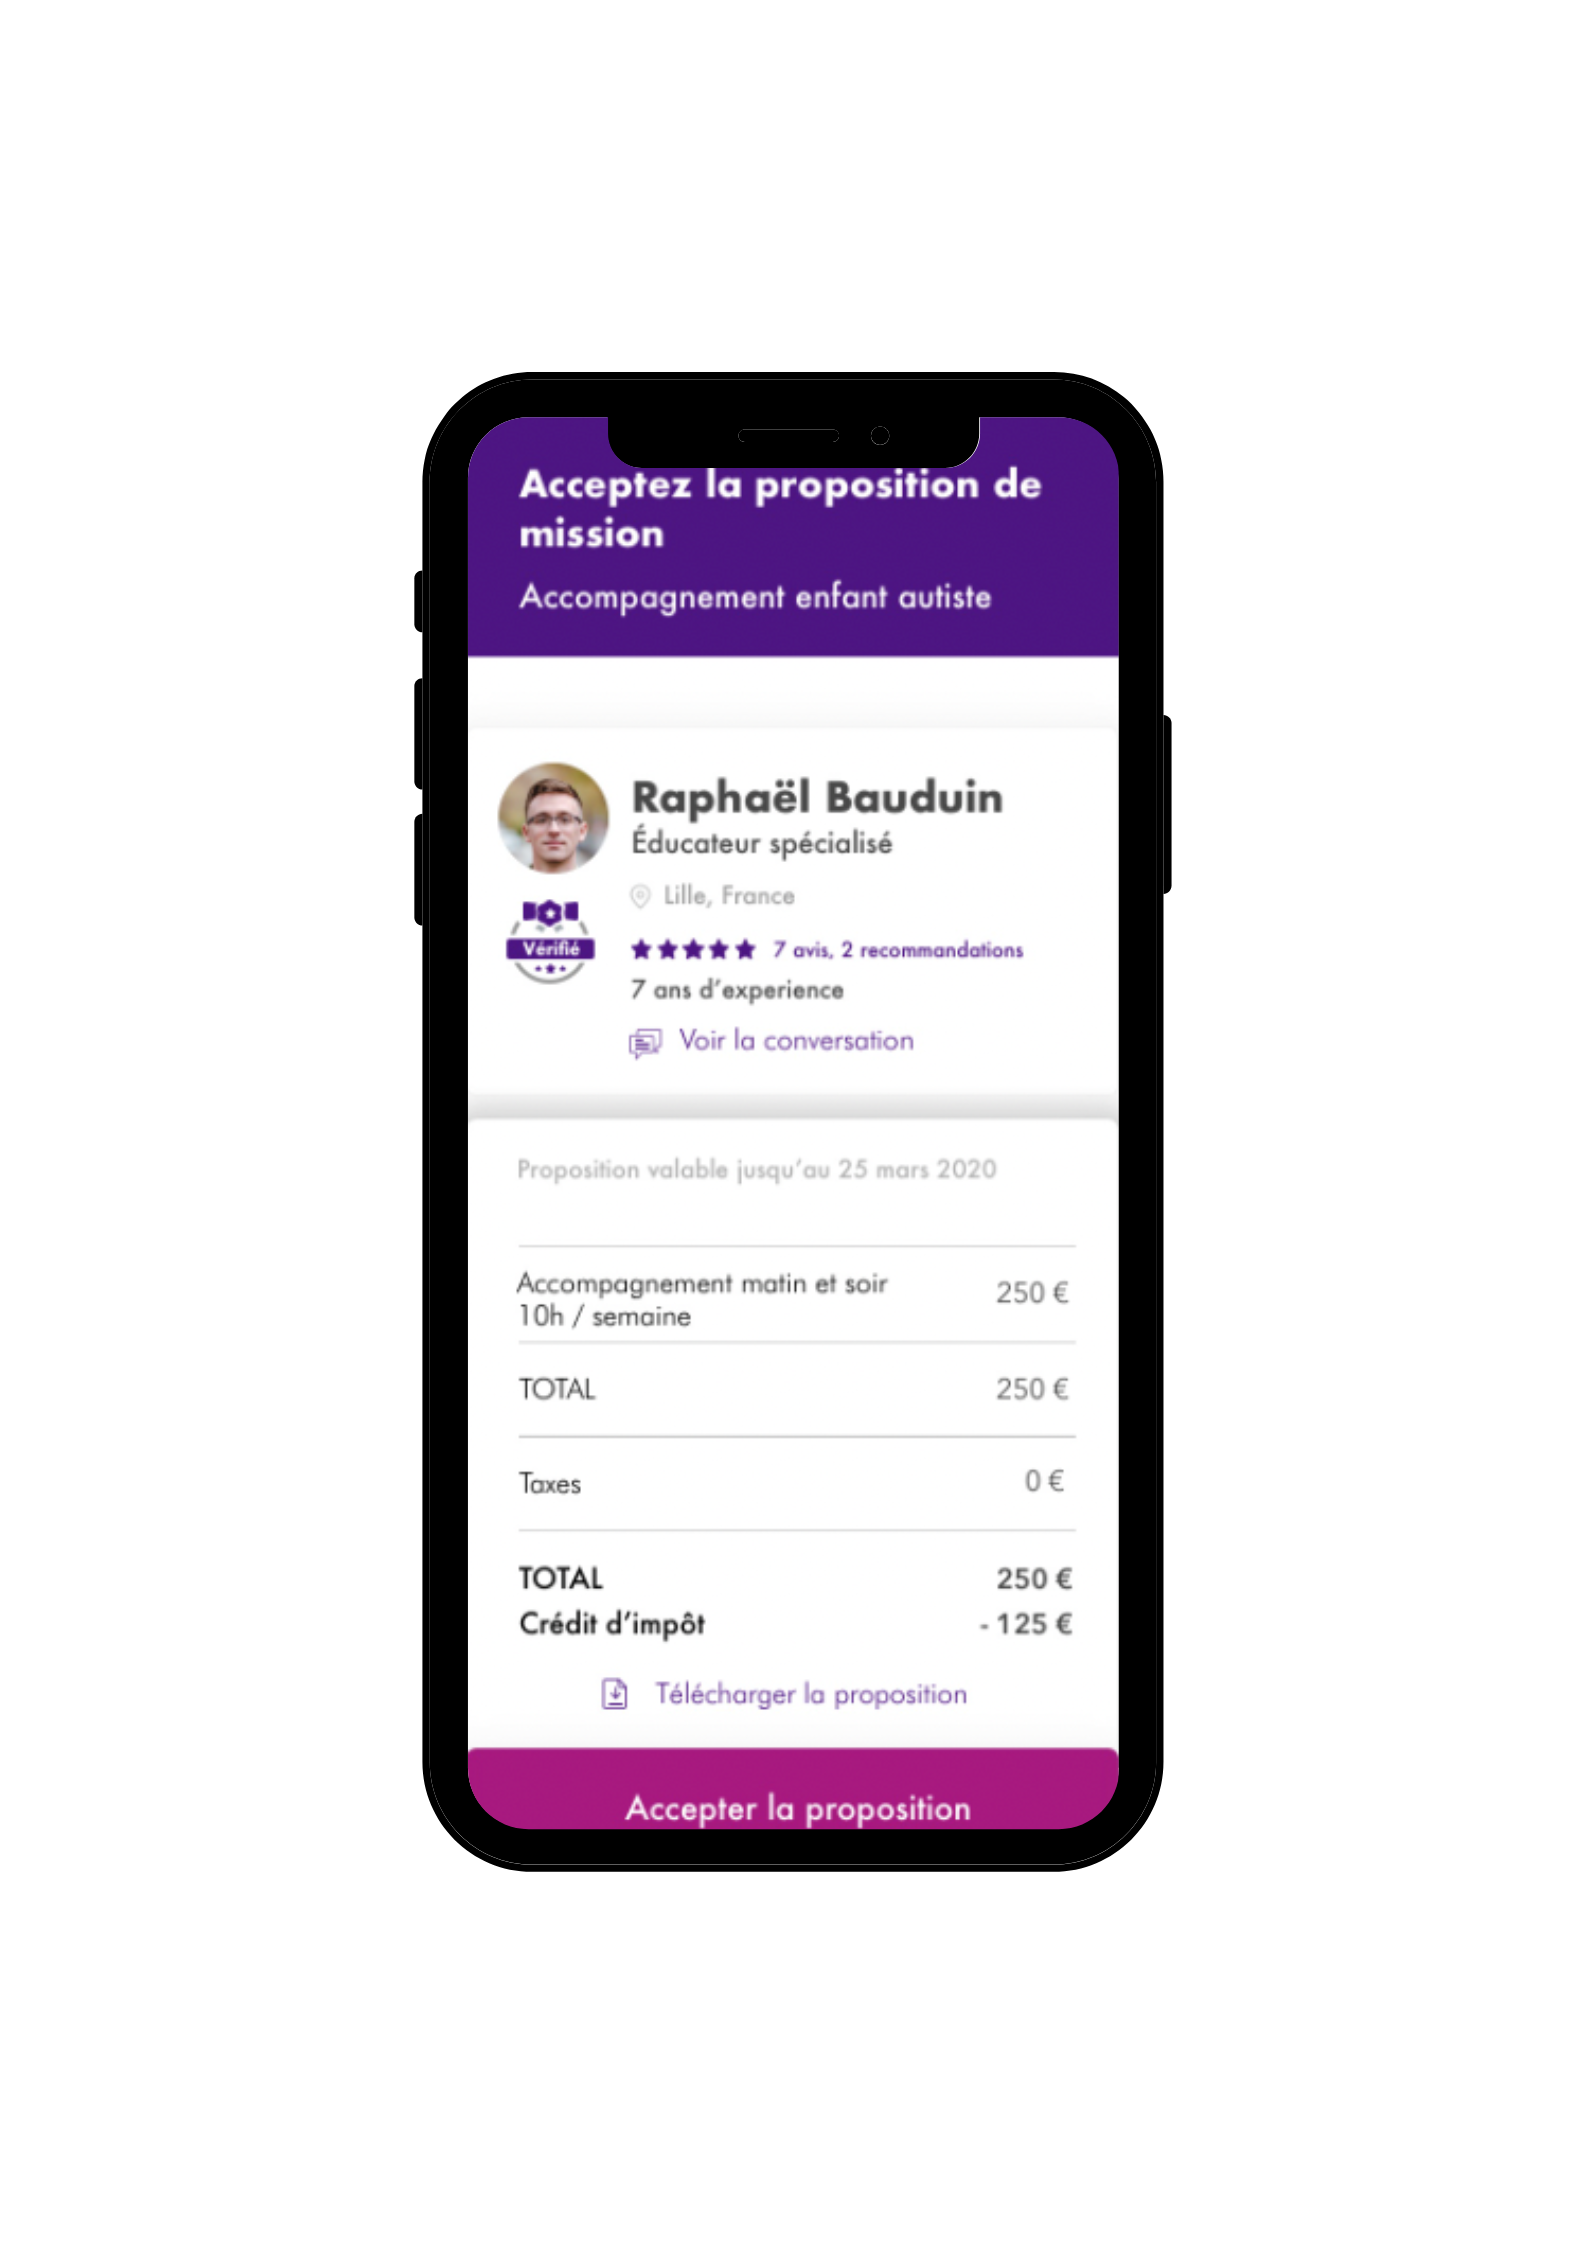 Acceptez la proposition de
mission
Accompagnement enfant autiste
Raphaël Bauduin
Éducateur spécialisé
Lille, France
Vérifié
7 avis, 2 recommandations
7 ans d’experience
Voir la conversation
Proposition valable jusqu’au 25 mars 2020
Accompagnement matin et soir
10h / semaine
250 €
TOTAL 250 €
Taxes 0 €
TOTAL 250 €
Crédit d’impôt - 125 €
Télécharger la proposition
Accepter la proposition